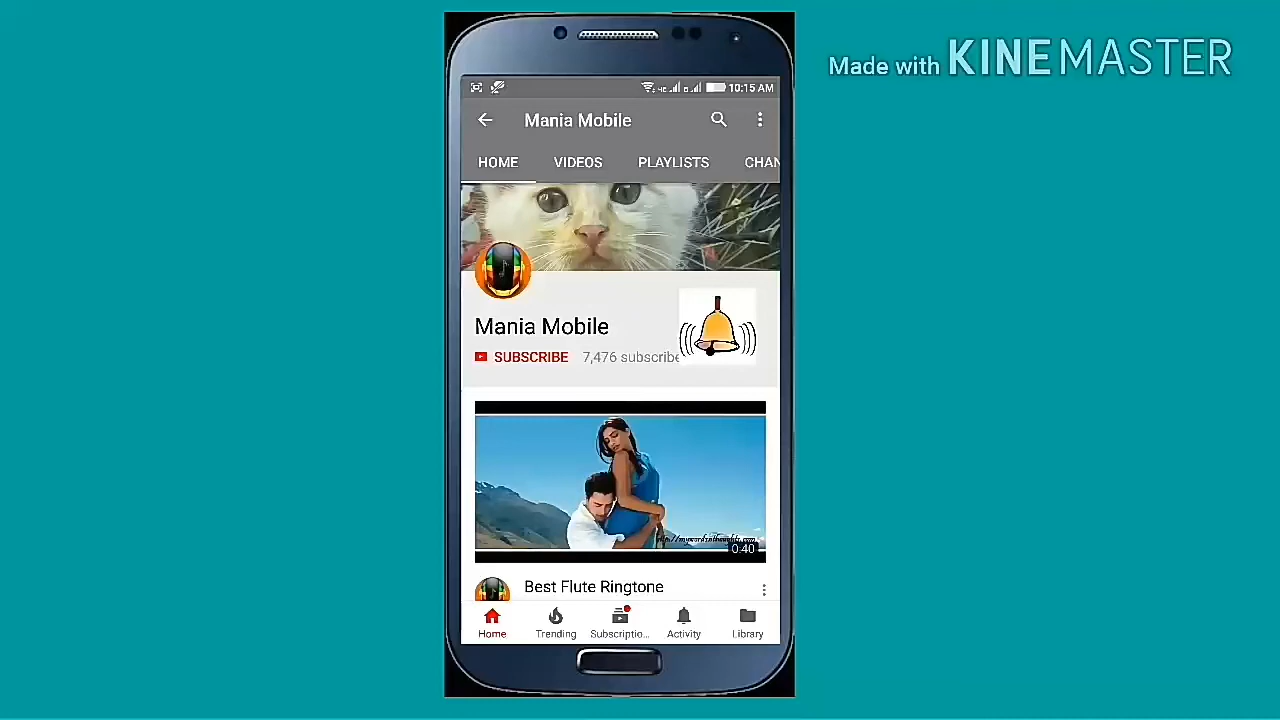 Made with KINEMASTER
10:15 AM
Mania Mobile
HOME VIDEOS PLAYLISTS CHAN
Mania Mobile
SUBSCRIBE 7,476 subscribe
0:40
Best Flute Ringtone
Home Trending Subscriptio... Activity Library